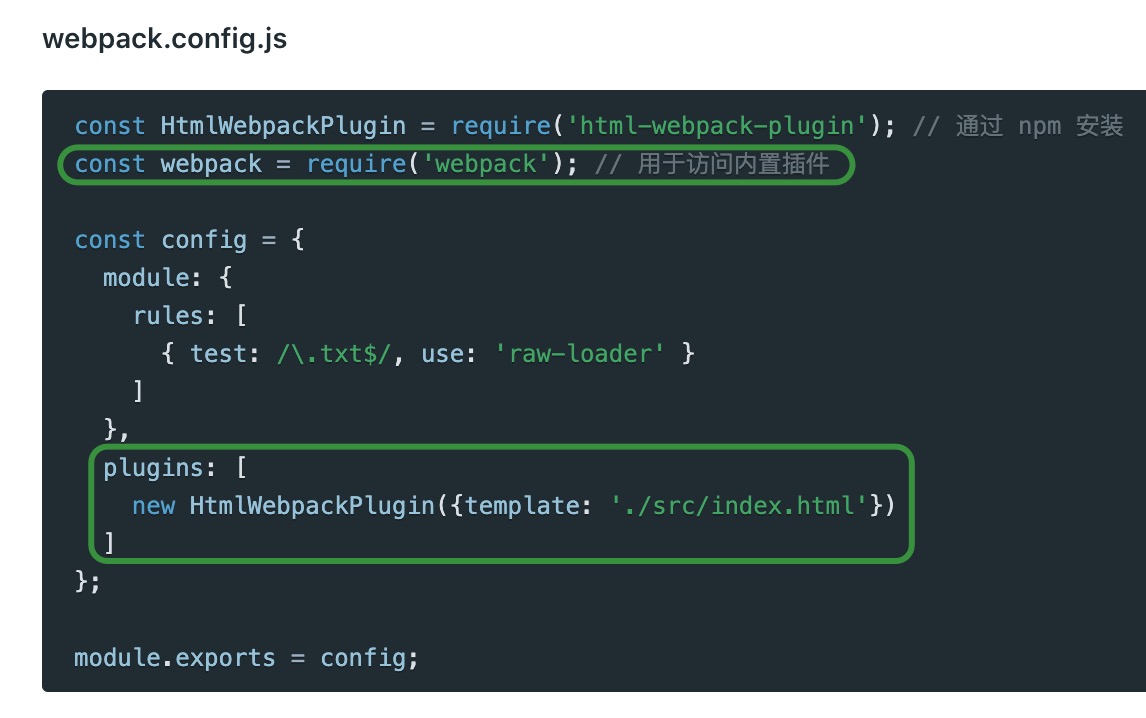 webpack.config.js
const HtmlWebpackPlugin = require('html-webpack-plugin'); // 通过 npm 安装
const webpack = require('webpack'); // 用于访问内置插件
const config = {
module: {
rules: [
{ test: /\.txt$/, use: 'raw-loader' }
]
},
plugins: [
new HtmlWebpackPlugin({template: './src/index.html'})
]
};
module.exports = config;